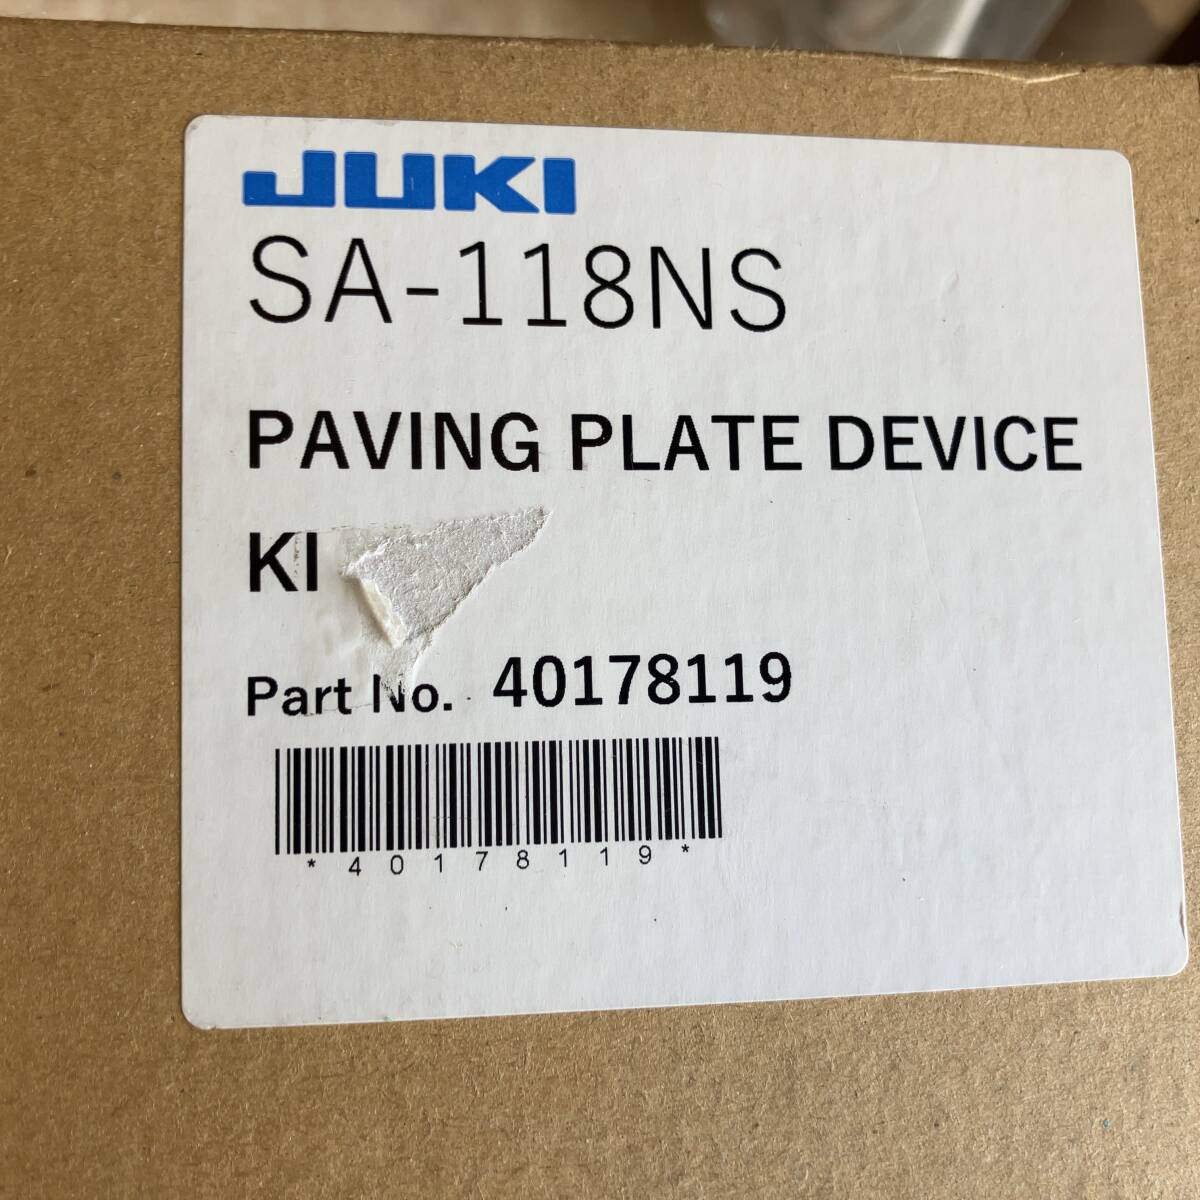 JUKI
SA-118NS
PAVING PLATE DEVICE
KI
Part No. 40178119
*40178119*